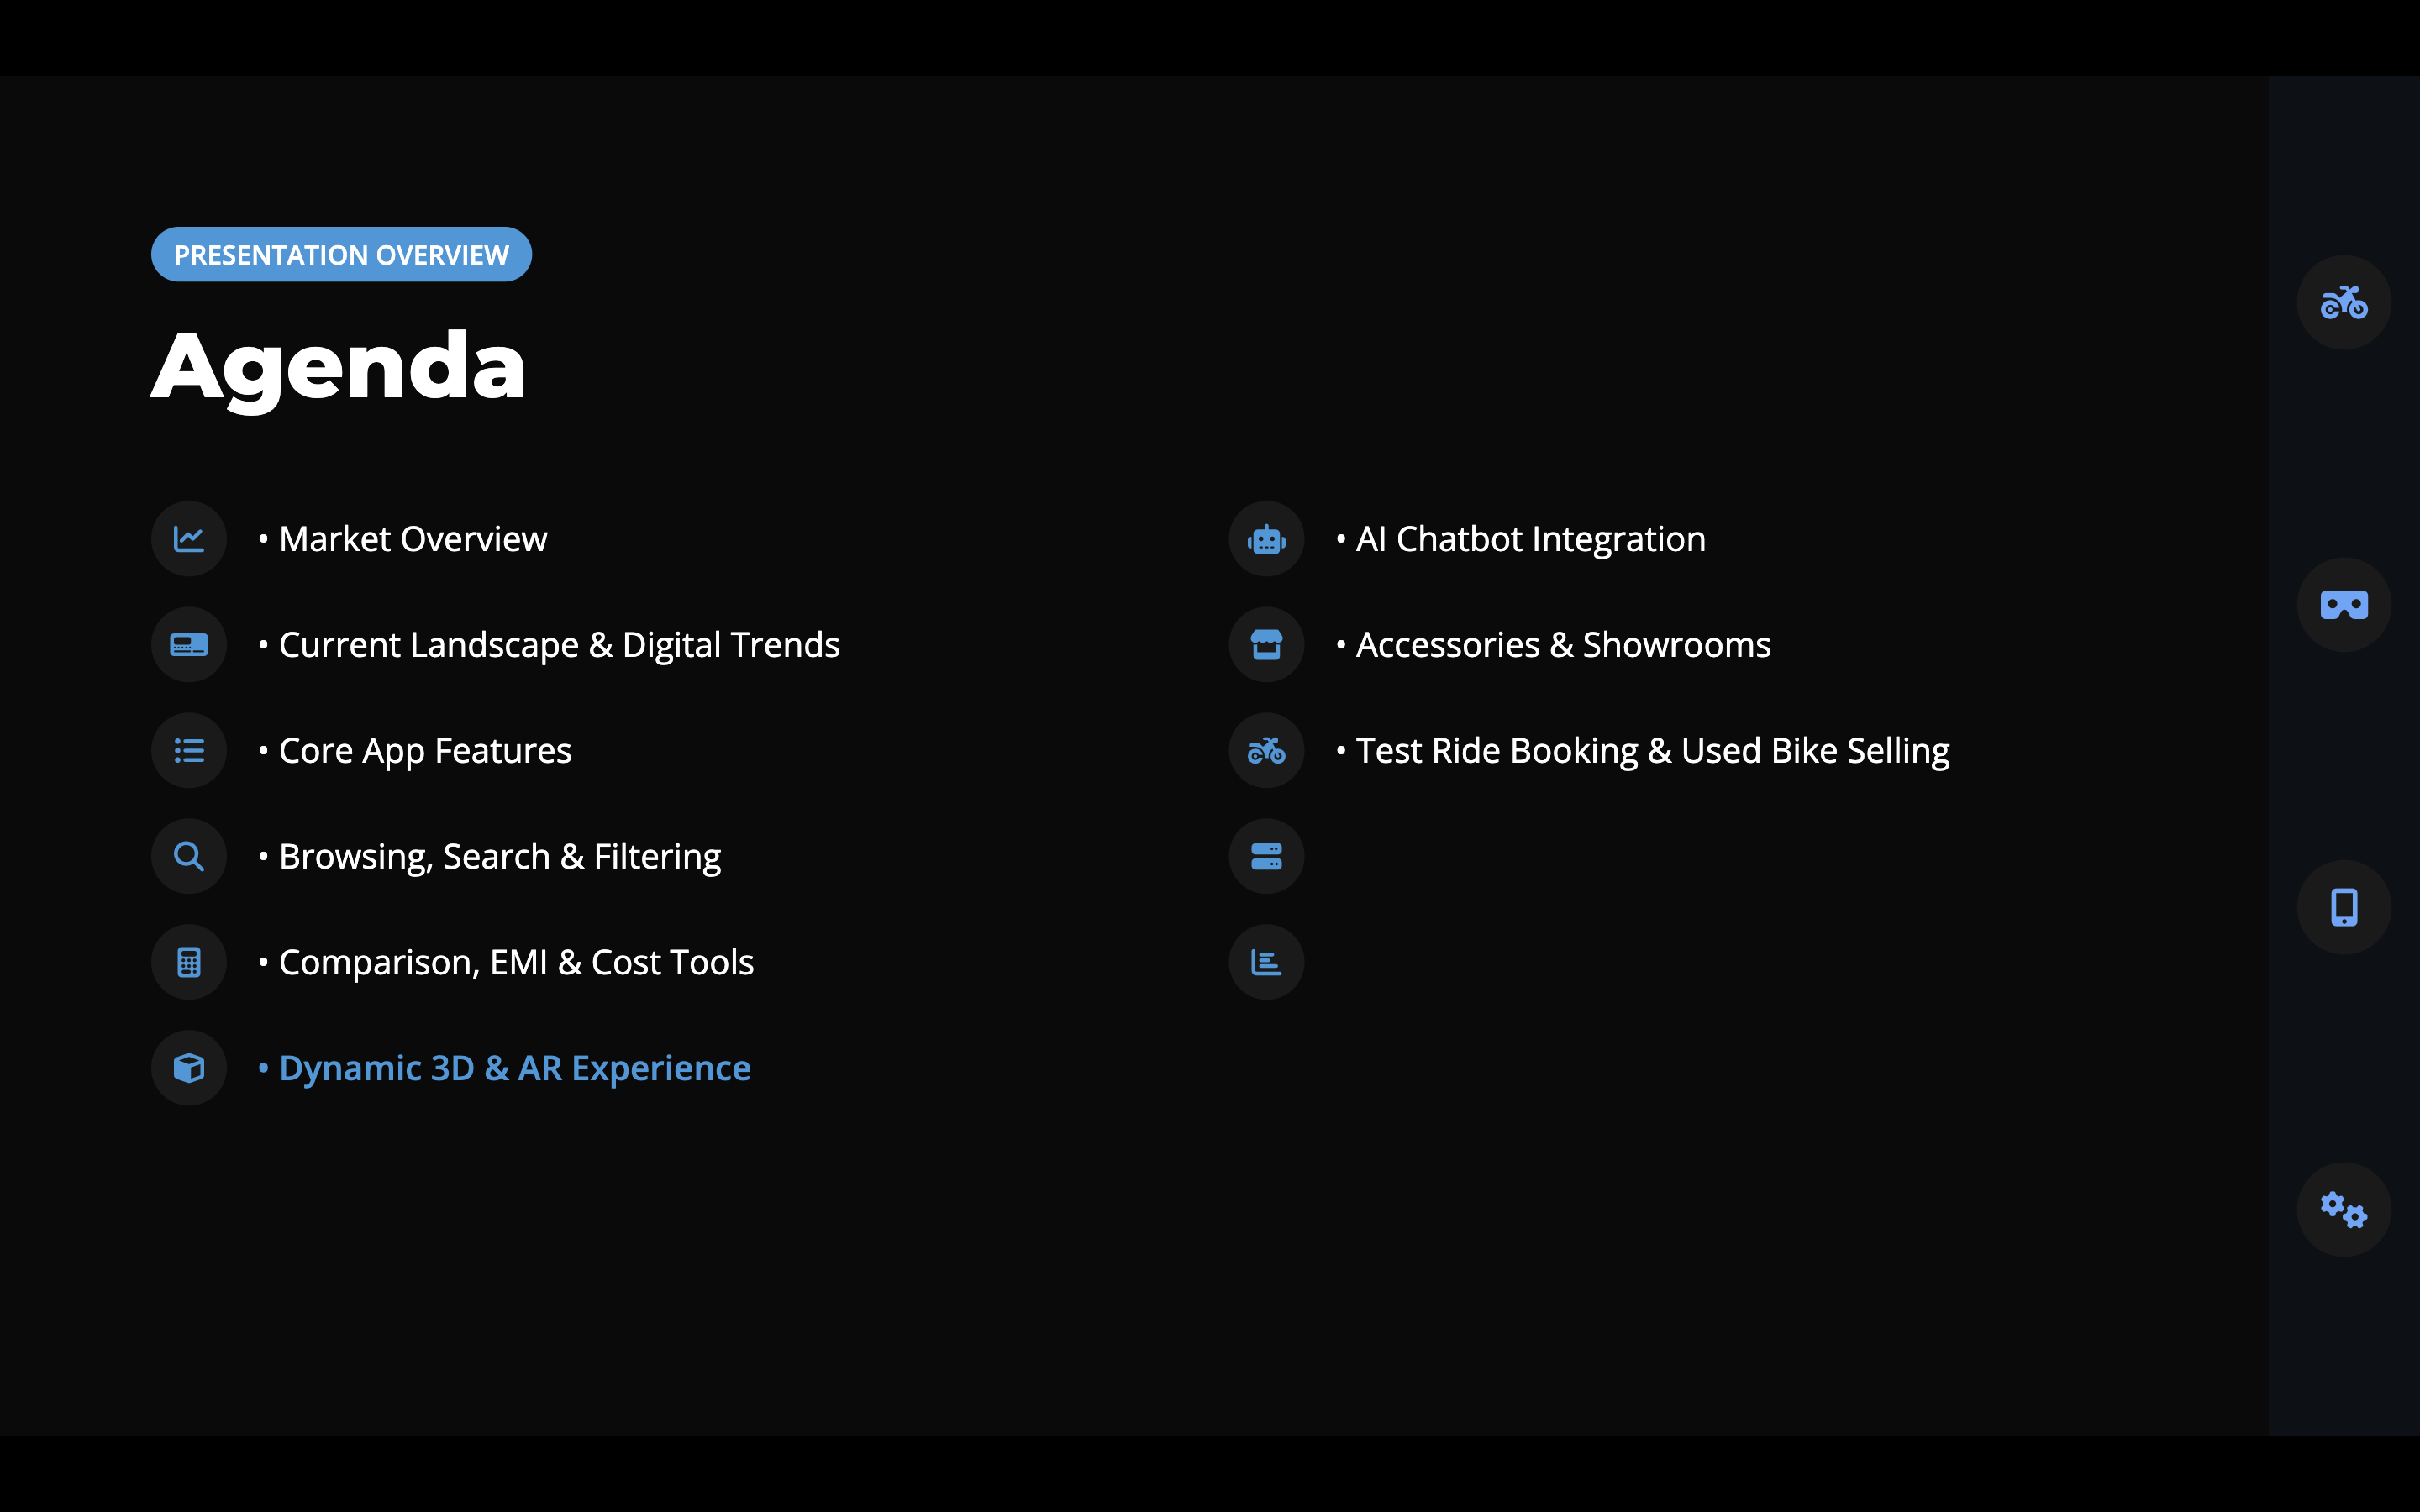 PRESENTATION OVERVIEW
Agenda
• Market Overview
• Current Landscape & Digital Trends
• Core App Features
• Browsing, Search & Filtering
• Comparison, EMI & Cost Tools
• Dynamic 3D & AR Experience
• AI Chatbot Integration
• Accessories & Showrooms
• Test Ride Booking & Used Bike Selling